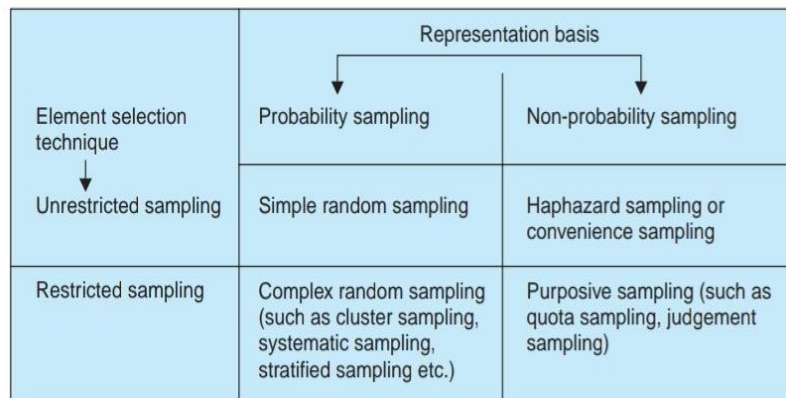 Representation basis
Element selection
technique
Probability sampling
Non-probability sampling
Unrestricted sampling
Simple random sampling
Haphazard sampling or
convenience sampling
Restricted sampling
Complex random sampling
(such as cluster sampling,
systematic sampling,
stratified sampling etc.)
Purposive sampling (such as
quota sampling, judgement
sampling)